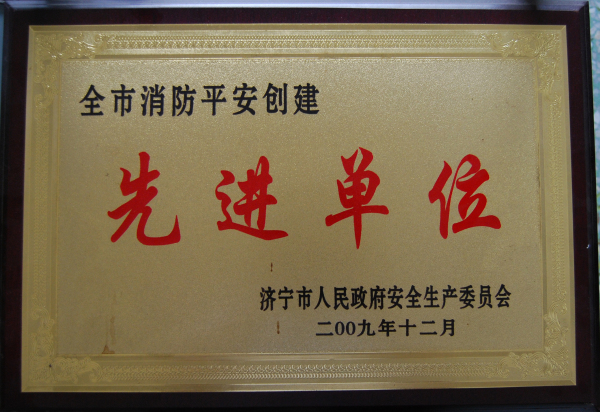 全市消防平安创建
先进单位
济宁市人民政府安全生产委员会
二00九年十二月